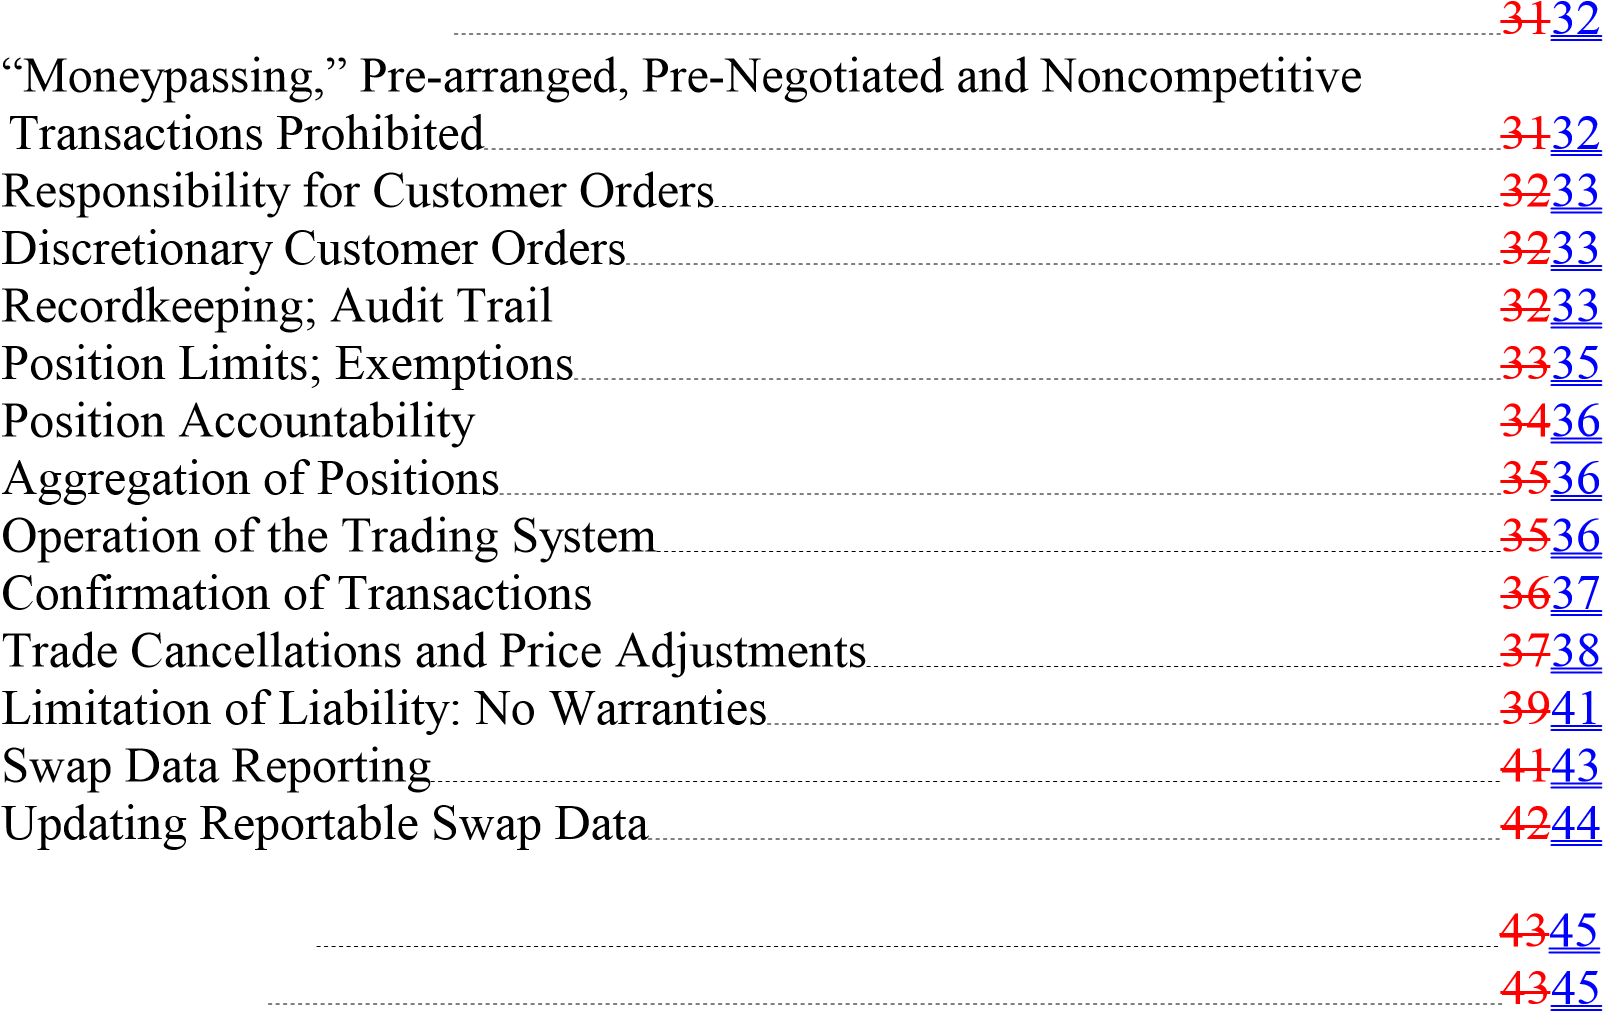 3132
“Moneypassing,” Pre-arranged, Pre-Negotiated and Noncompetitive
Transactions Prohibited 3132
Responsibility for Customer Orders 3233
Discretionary Customer Orders 3233
Recordkeeping; Audit Trail 3233
Position Limits; Exemptions 3335
Position Accountability 3436
Aggregation of Positions 3536
Operation of the Trading System 3536
Confirmation of Transactions 3637
Trade Cancellations and Price Adjustments 3738
Limitation of Liability: No Warranties 3941
Swap Data Reporting 4143
Updating Reportable Swap Data 4244
4345
4345